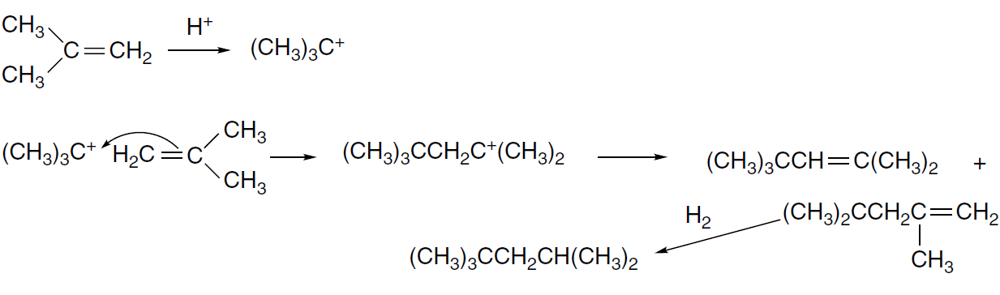 CH₃
H⁺
C=CH₂ (CH₃)₃C⁺
CH₃
CH₃
(CH₃)₃C⁺ H₂C=C (CH₃)₃CCH₂C⁺(CH₃)₂ (CH₃)₃CCH=C(CH₃)₂ +
CH₃
H₂ (CH₃)₂CCH₂C=CH₂
(CH₃)₃CCH₂CH(CH₃)₂ CH₃